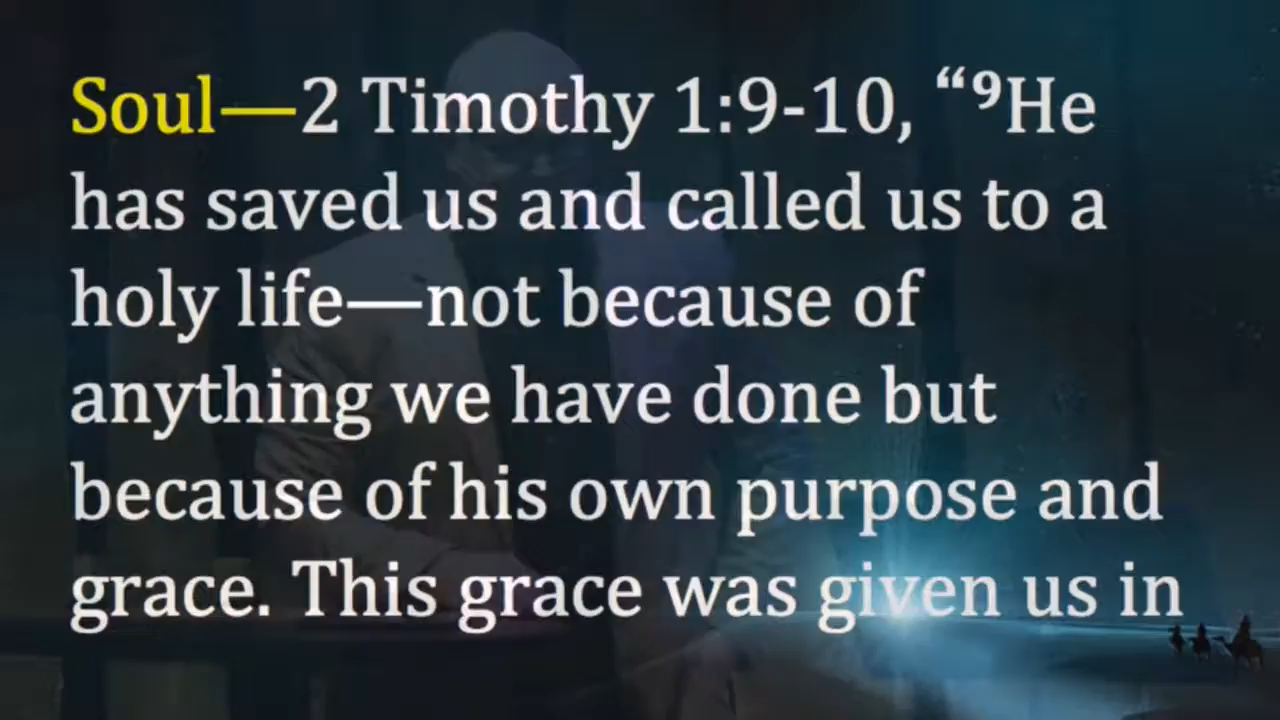 Soul—2 Timothy 1:9-10, “⁹He
has saved us and called us to a
holy life—not because of
anything we have done but
because of his own purpose and
grace. This grace was given us in